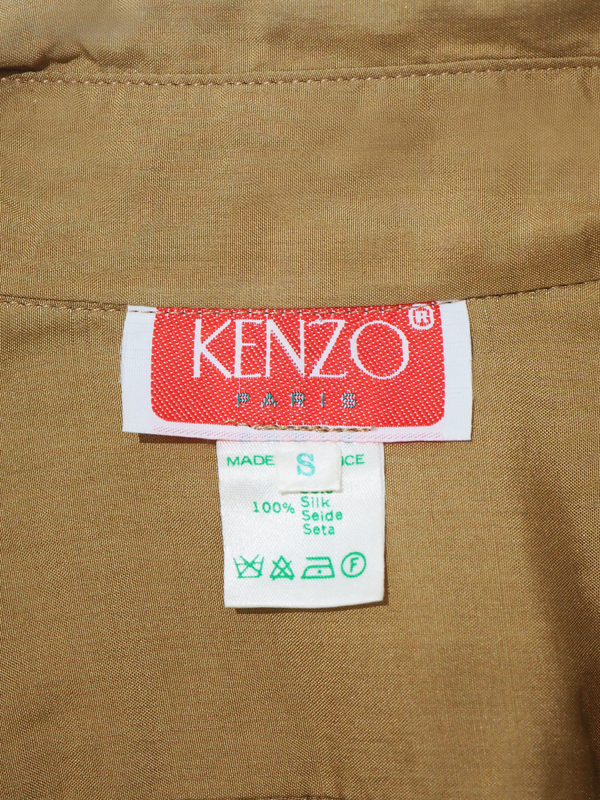 KENZO®
PARIS
S
MADE NCE
100% Silk
Seide
Seta
F